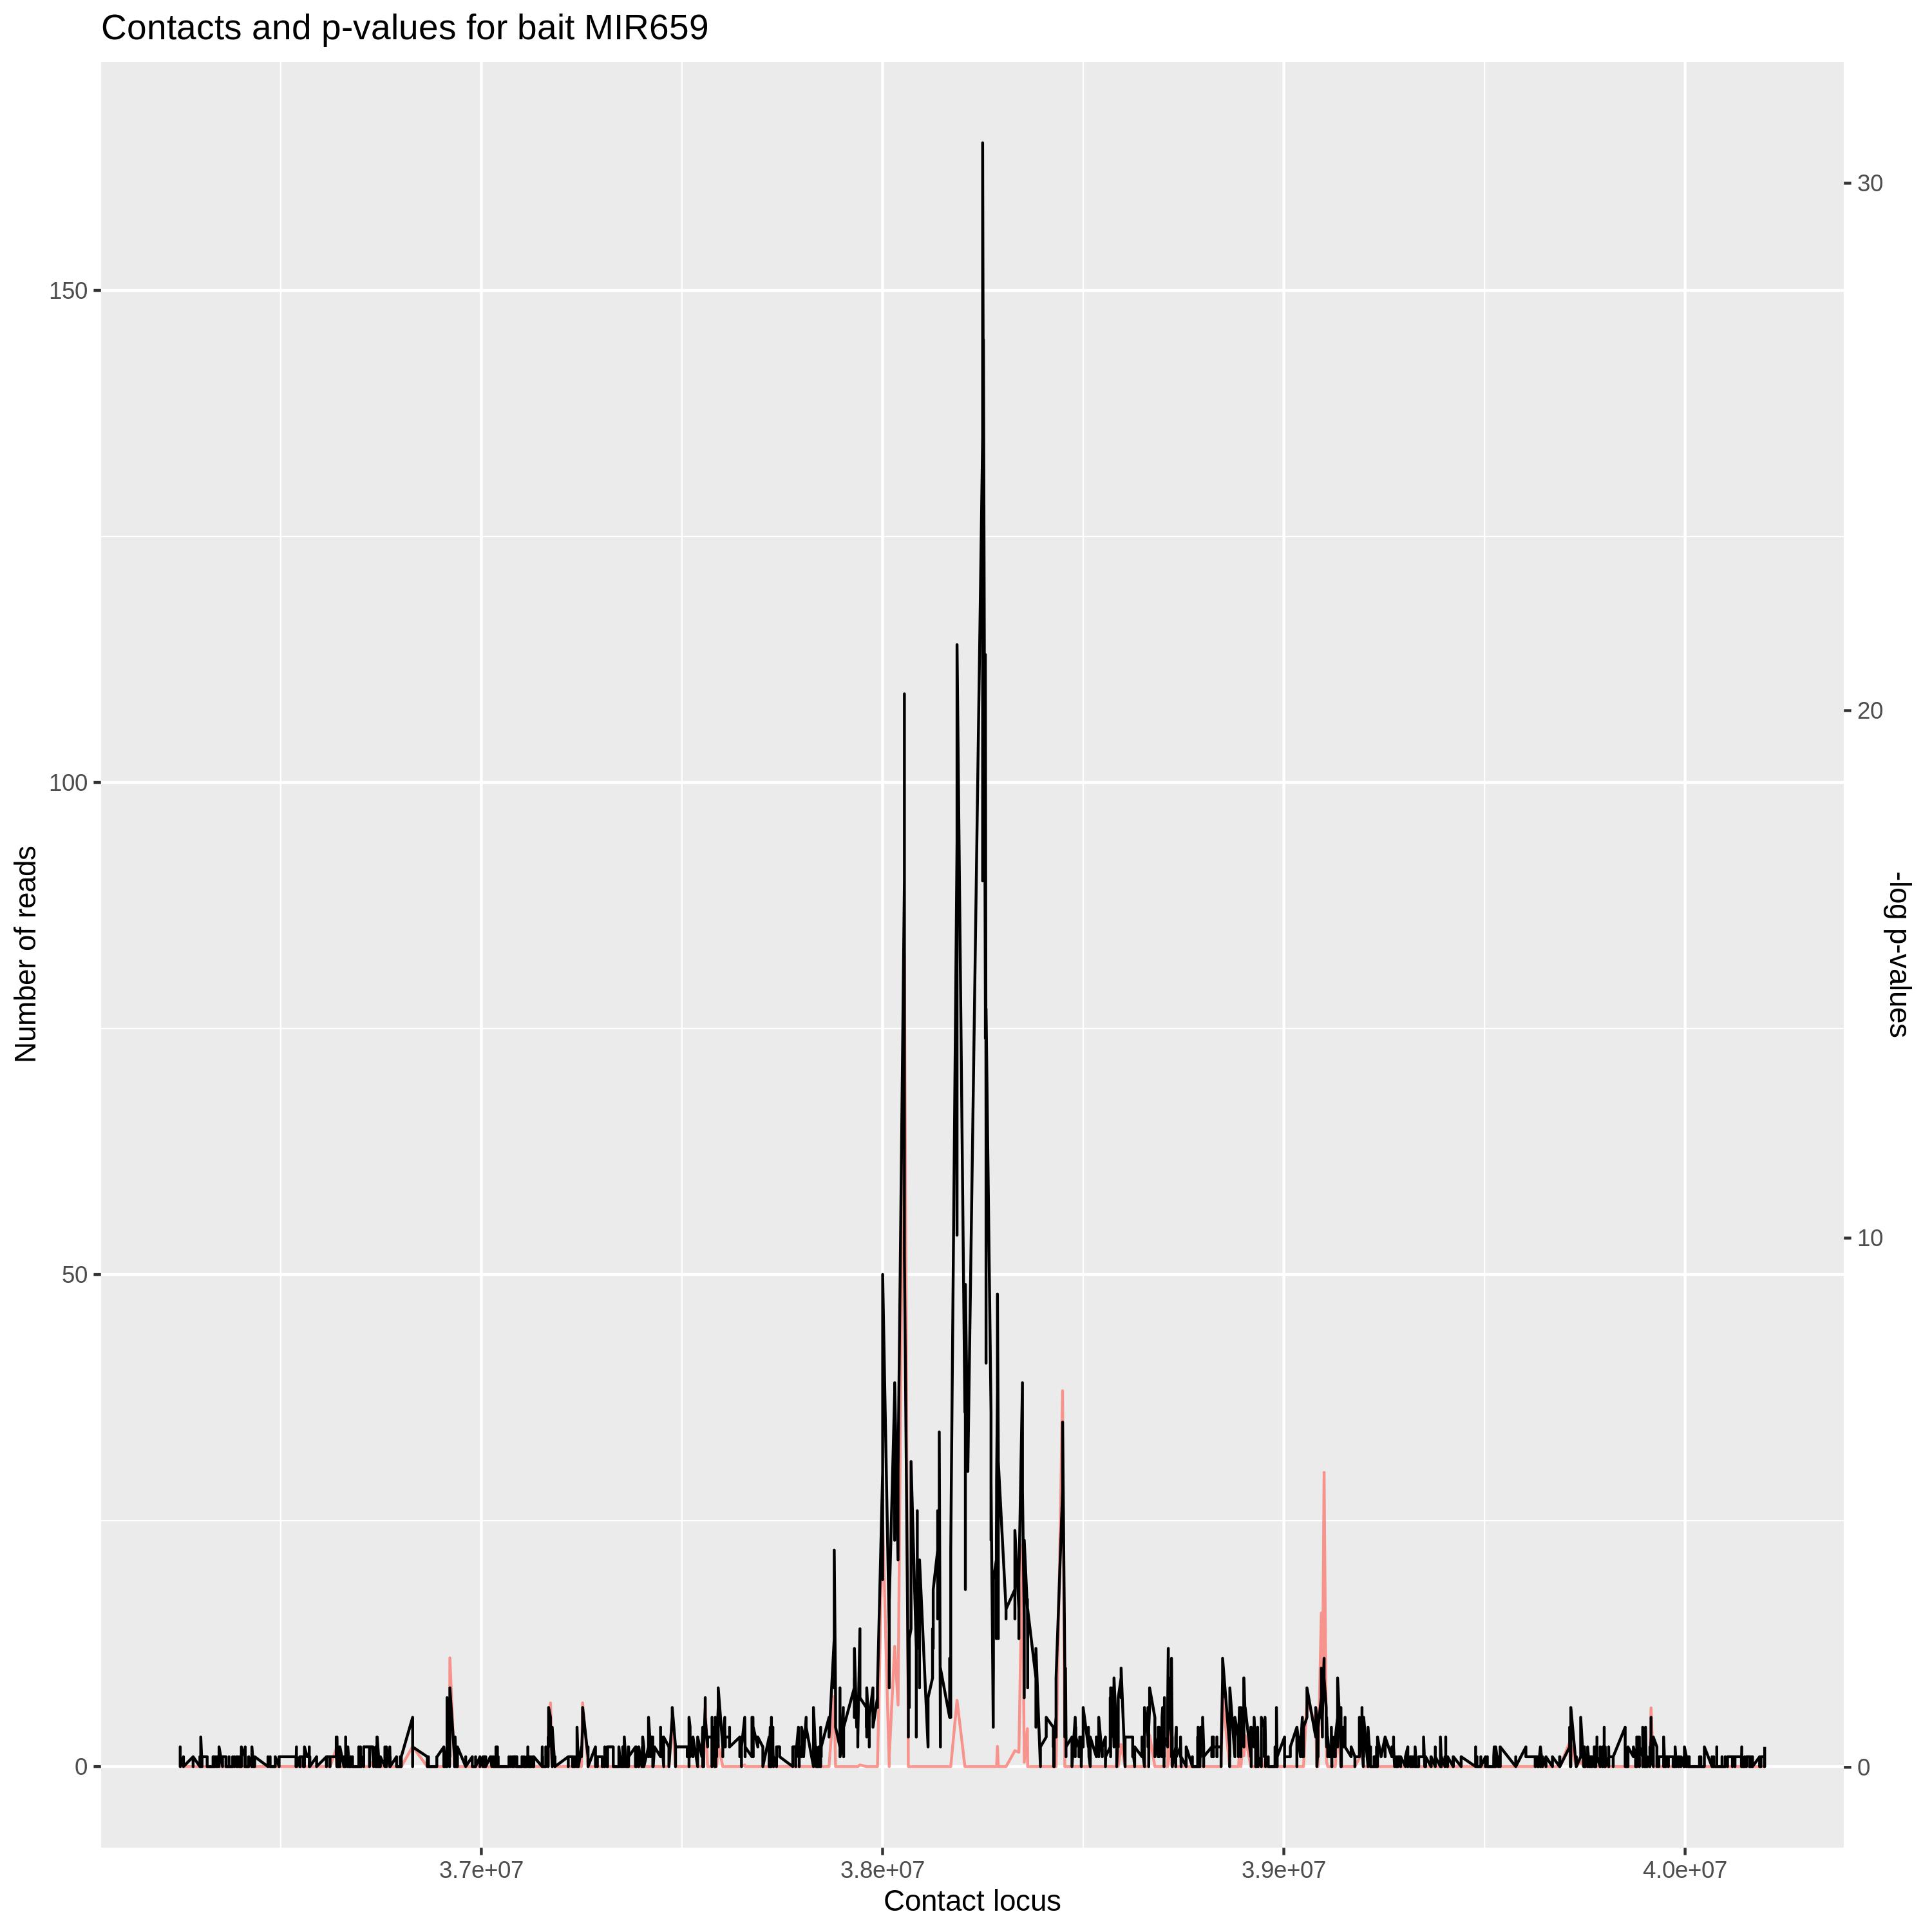 Contacts and p-values for bait MIR659
150
100
50
0
30
20
10
0
Number of reads
-log p-values
3.7e+07
3.8e+07
3.9e+07
4.0e+07
Contact locus